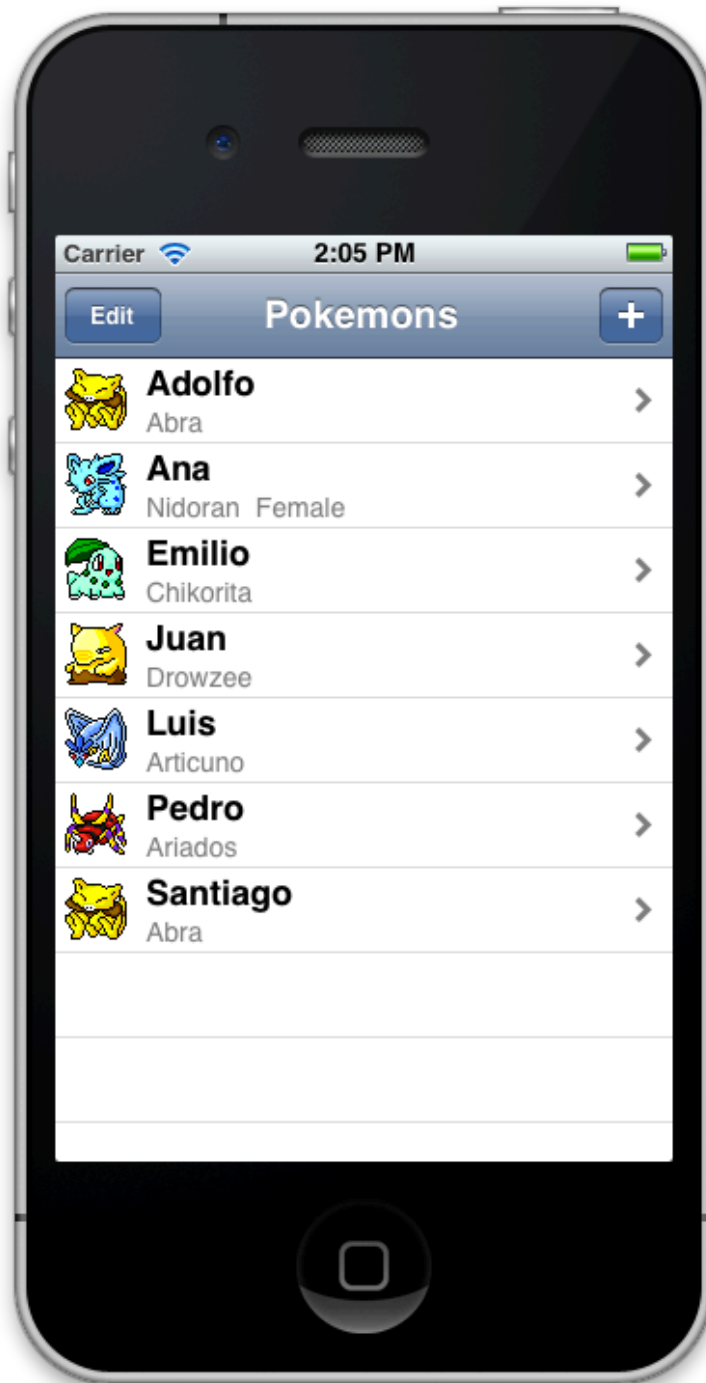 Carrier 2:05 PM
Edit Pokemons +
Adolfo
Abra
Ana
Nidoran  Female
Emilio
Chikorita
Juan
Drowzee
Luis
Articuno
Pedro
Ariados
Santiago
Abra